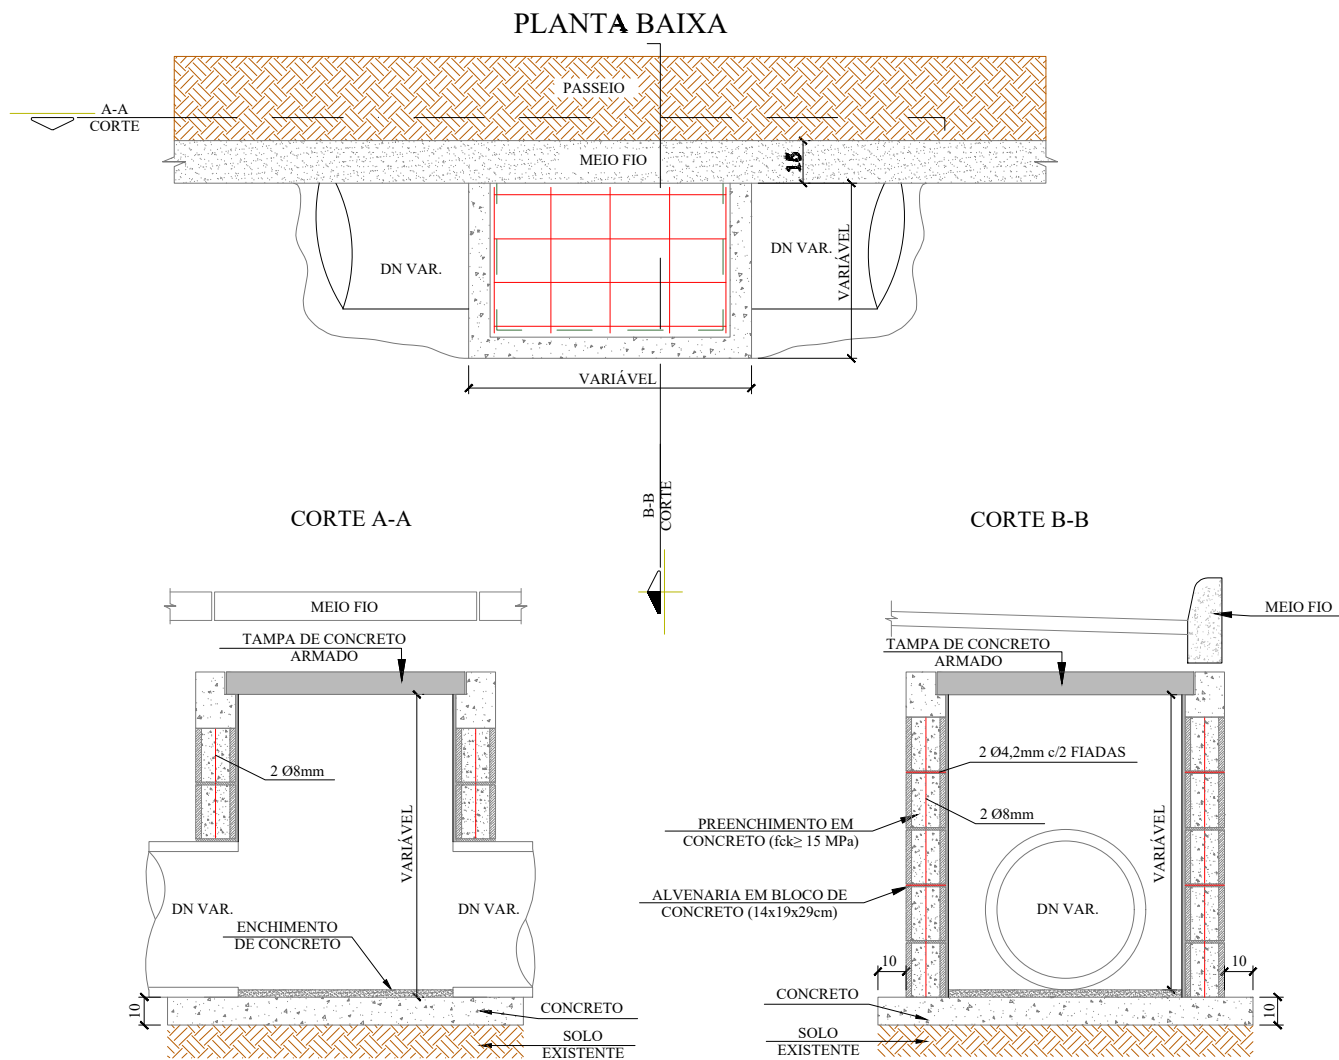 PLANTA BAIXA
PASSEIO
A-A
CORTE
MEIO FIO
DN VAR.
DN VAR.
VARIÁVEL
VARIÁVEL
B-B
CORTE
CORTE A-A
MEIO FIO
TAMPA DE CONCRETO
ARMADO
2 Ø8mm
VARIÁVEL
DN VAR.
DN VAR.
ENCHIMENTO
DE CONCRETO
10
CONCRETO
SOLO
EXISTENTE
CORTE B-B
MEIO FIO
TAMPA DE CONCRETO
ARMADO
2 Ø4,2mm c/2 FIADAS
2 Ø8mm
PREENCHIMENTO EM
CONCRETO (fck≥ 15 MPa)
VARIÁVEL
ALVENARIA EM BLOCO DE
CONCRETO (14x19x29cm)
DN VAR.
10
10
CONCRETO
10
SOLO
EXISTENTE